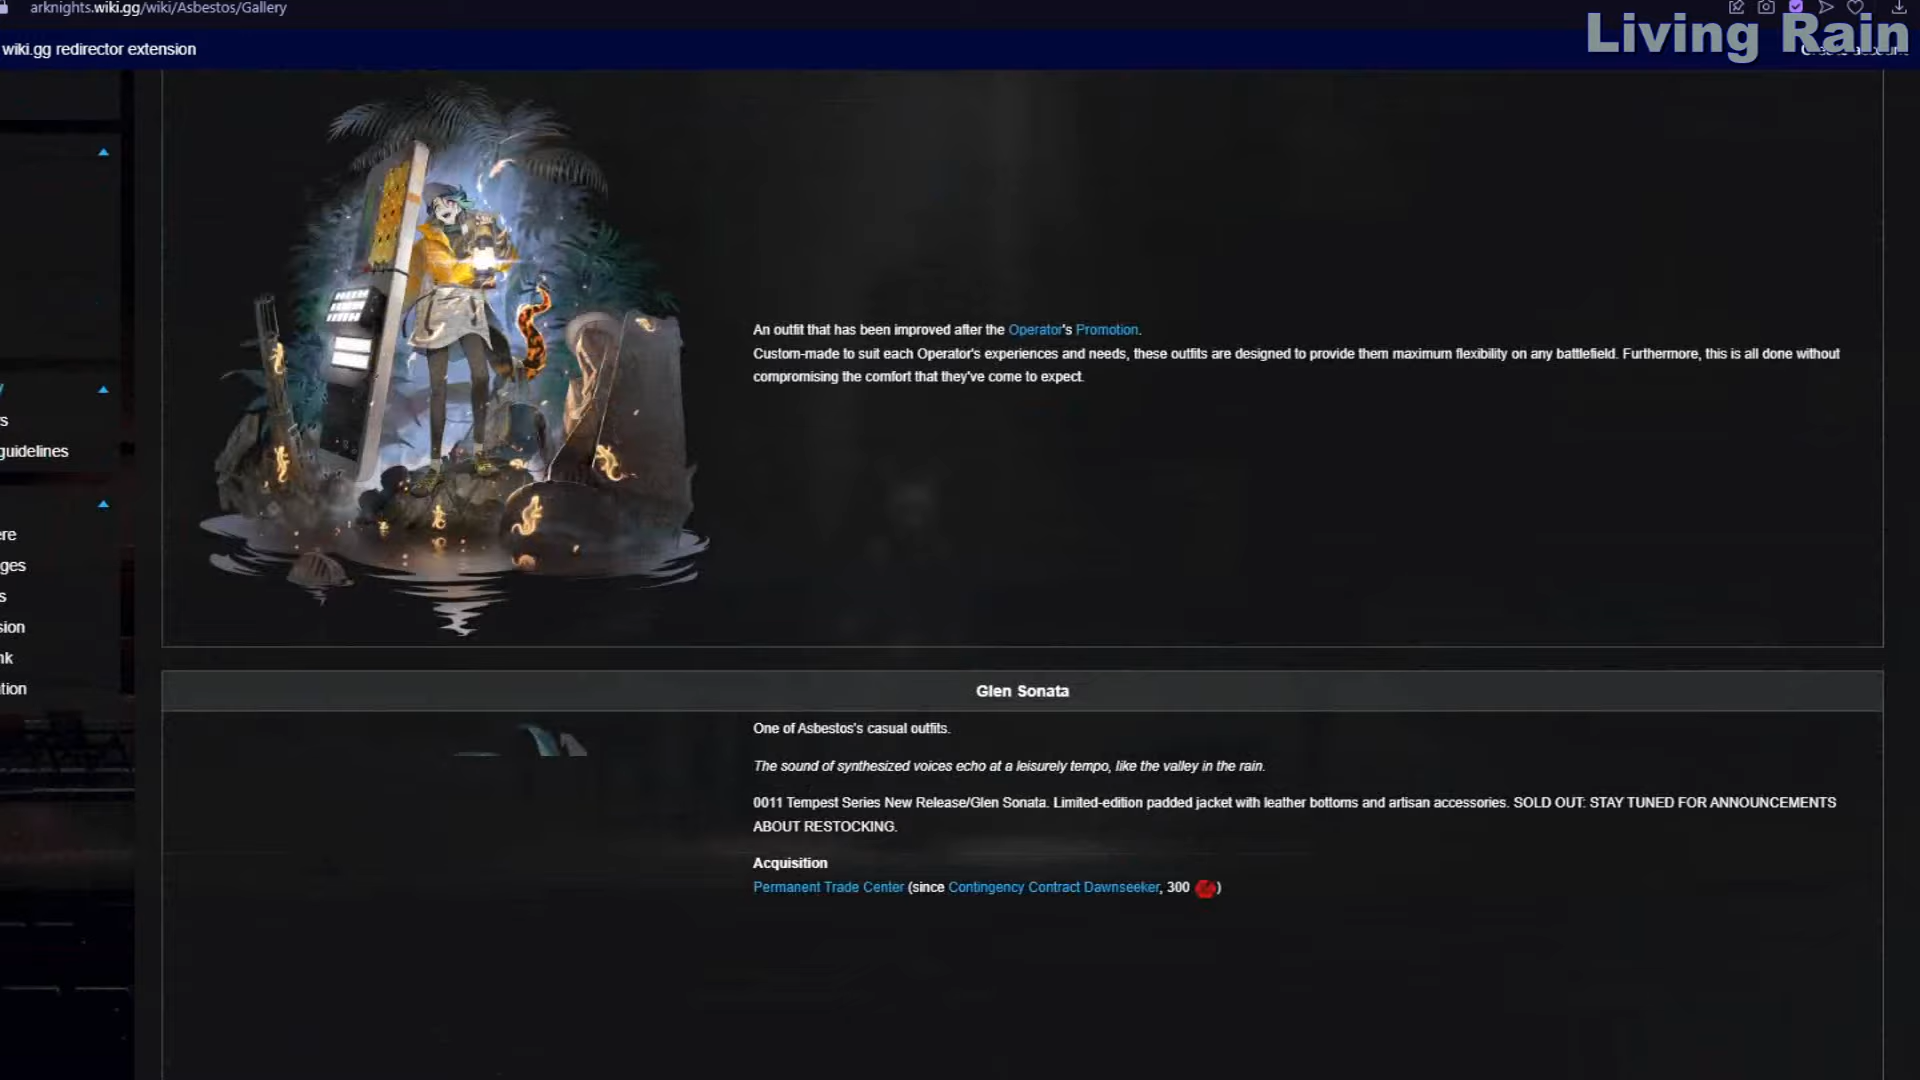 arknights.wiki.gg/wiki/Asbestos/Gallery
Living Rain
wiki.gg redirector extension
guidelines
An outfit that has been improved after the Operator's Promotion.
Custom-made to suit each Operator's experiences and needs, these outfits are designed to provide them maximum flexibility on any battlefield. Furthermore, this is all done without
compromising the comfort that they've come to expect.
Glen Sonata
One of Asbestos's casual outfits.
The sound of synthesized voices echo at a leisurely tempo, like the valley in the rain.
0011 Tempest Series New Release/Glen Sonata. Limited-edition padded jacket with leather bottoms and artisan accessories. SOLD OUT: STAY TUNED FOR ANNOUNCEMENTS
ABOUT RESTOCKING.
Acquisition
Permanent Trade Center (since Contingency Contract Dawnseeker, 300 )